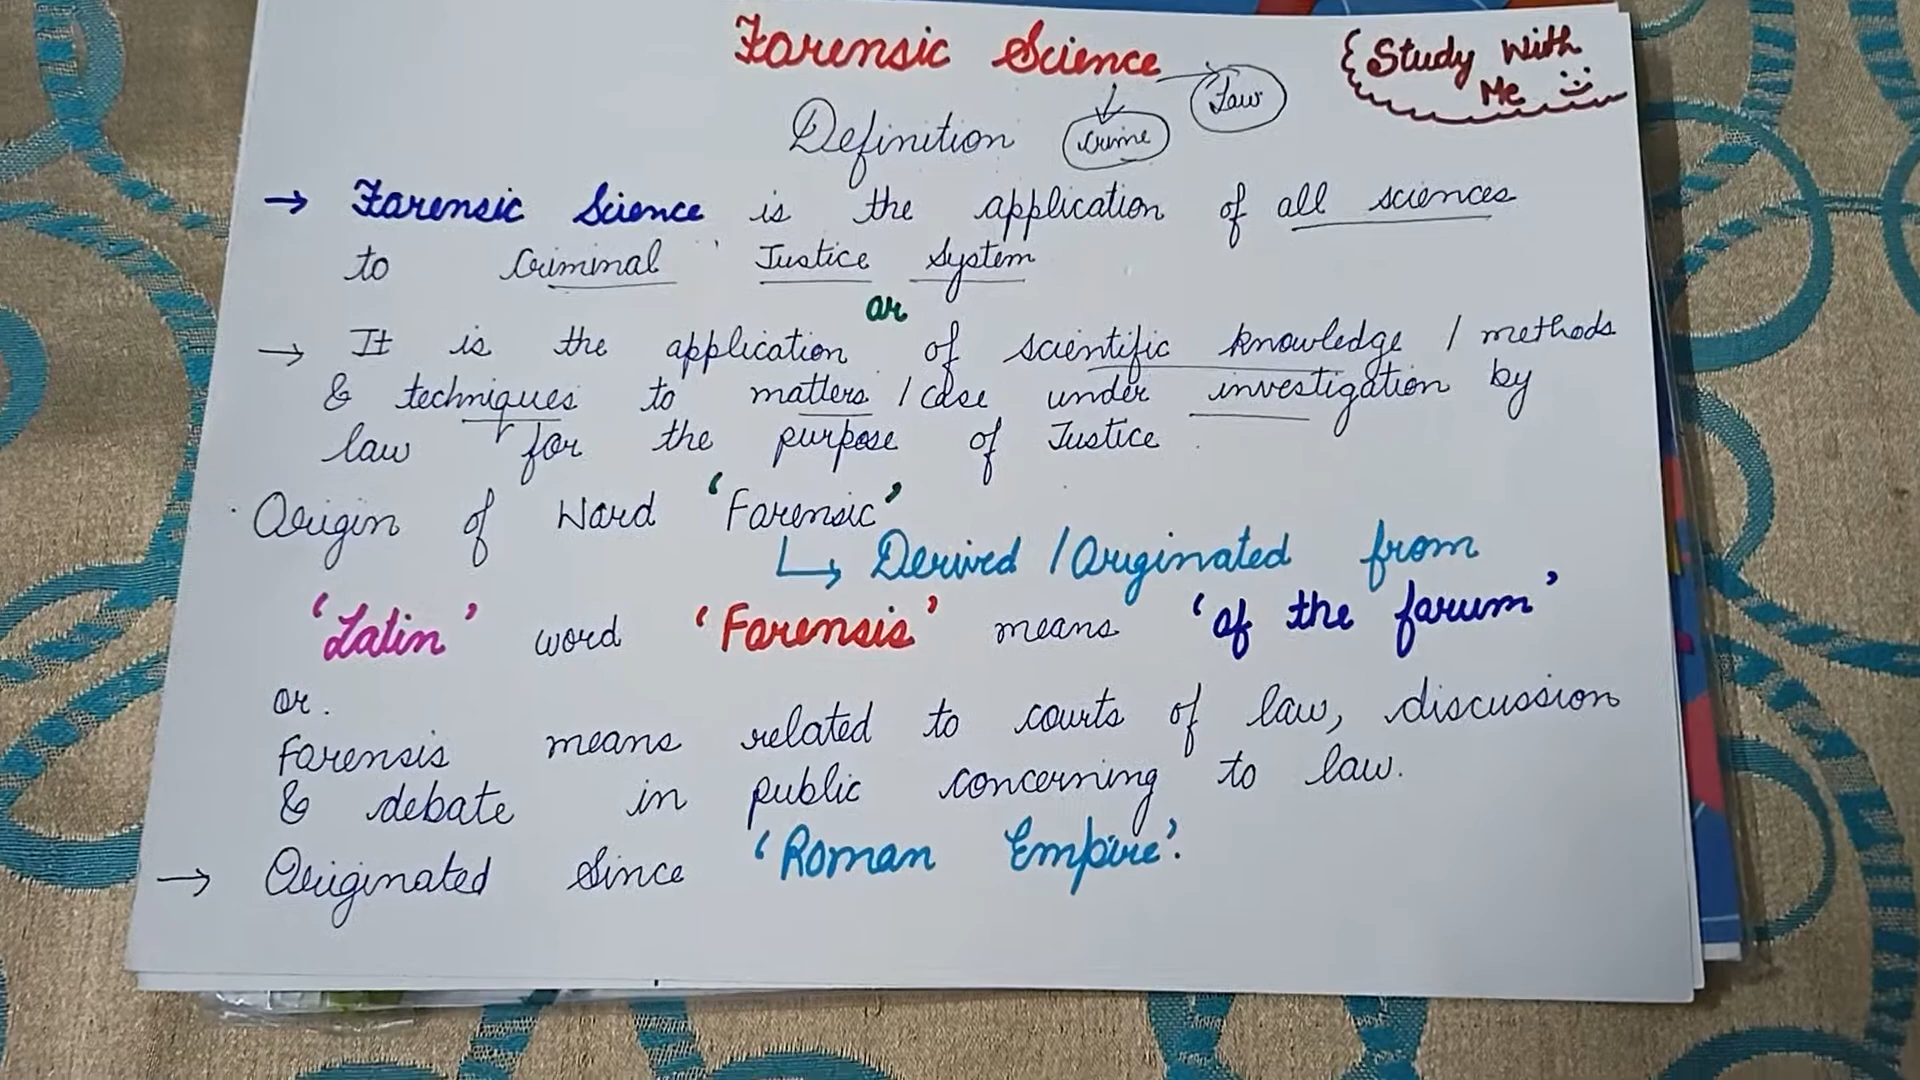 Forensic Science
Study With
Me
Law
Definition
Crime
→ Forensic Science is the application of all sciences
to Criminal Justice System
or
→ It is the application of scientific knowledge / methods
& techniques to matters / case under investigation by
law for the purpose of Justice
Origin of Word 'Forensic'
↳ Derived / Originated from
'Latin' word 'Forensis' means 'of the forum'
or.
Forensis means related to courts of law, discussion
& debate in public concerning to law.
→ Originated Since 'Roman Empire'.